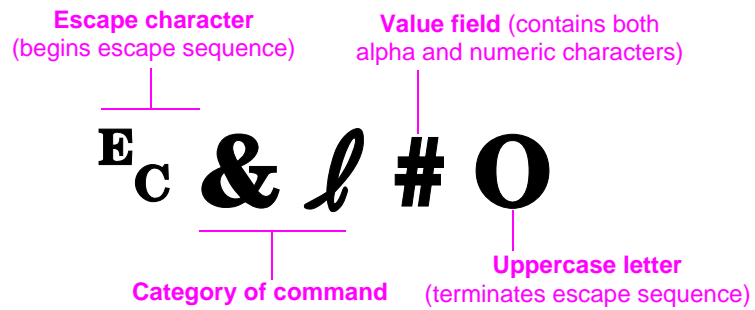 Escape character
(begins escape sequence)
Value field (contains both
alpha and numeric characters)
EC & ℓ # O
Category of command
Uppercase letter
(terminates escape sequence)